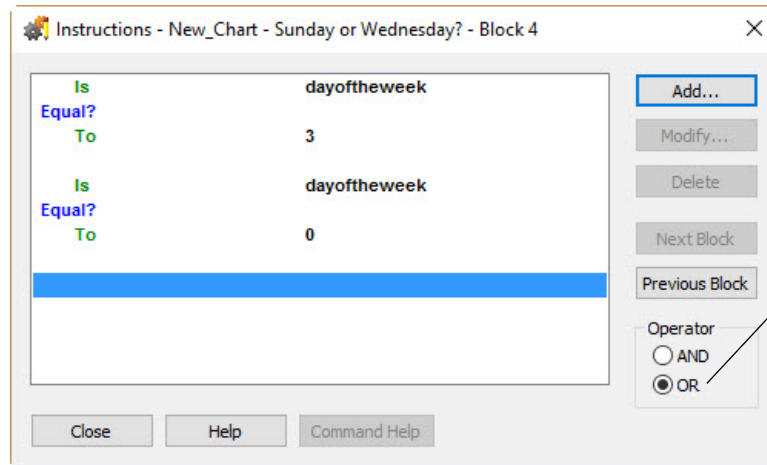 Instructions - New_Chart - Sunday or Wednesday? - Block 4
Is dayoftheweek
Equal?
To 3
Is dayoftheweek
Equal?
To 0
Add...
Modify...
Delete
Next Block
Previous Block
Operator
AND
OR
Close Help Command Help